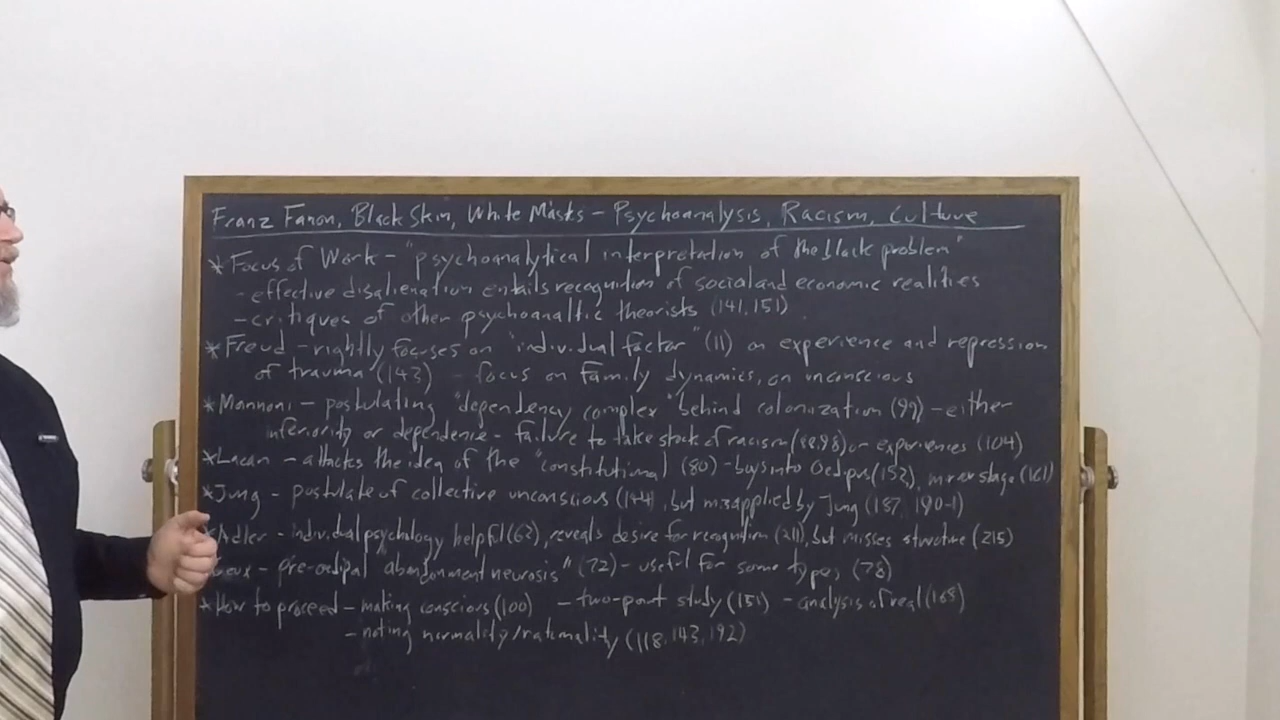 Franz Fanon, Black Skin, White Masks - Psychoanalysis, Racism, Culture
* Focus of Work - "psychoanalytical interpretation of the black problem"
- effective disalienation entails recognition of social and economic realities
- critiques of other psychoanaltic theorists (141, 151)
* Freud - rightly focuses on "individual factor" (11) on experience and repression
of trauma (143) - focus on family dynamics, on unconscious
* Mannoni - postulating "dependency complex" behind colonization (99) - either
inferiority or dependence - failure to take stock of racism (88, 98) or experiences (104)
* Lacan - attacks the idea of the "constitutional" (80) - buys into Oedipus (152), mirror stage (161)
* Jung - postulate of collective unconscious (144), but misapplied by Jung (187, 190-1)
Adler - individual psychology helpful (62), reveals desire for recognition (211), but misses structure (215)
- pre-oedipal abandonment neurosis" (72) - useful for some types (78)
* How to proceed - making conscious (100) - two-point study (151) - analysis of real (168)
- noting normality/rationality (118, 143, 192)